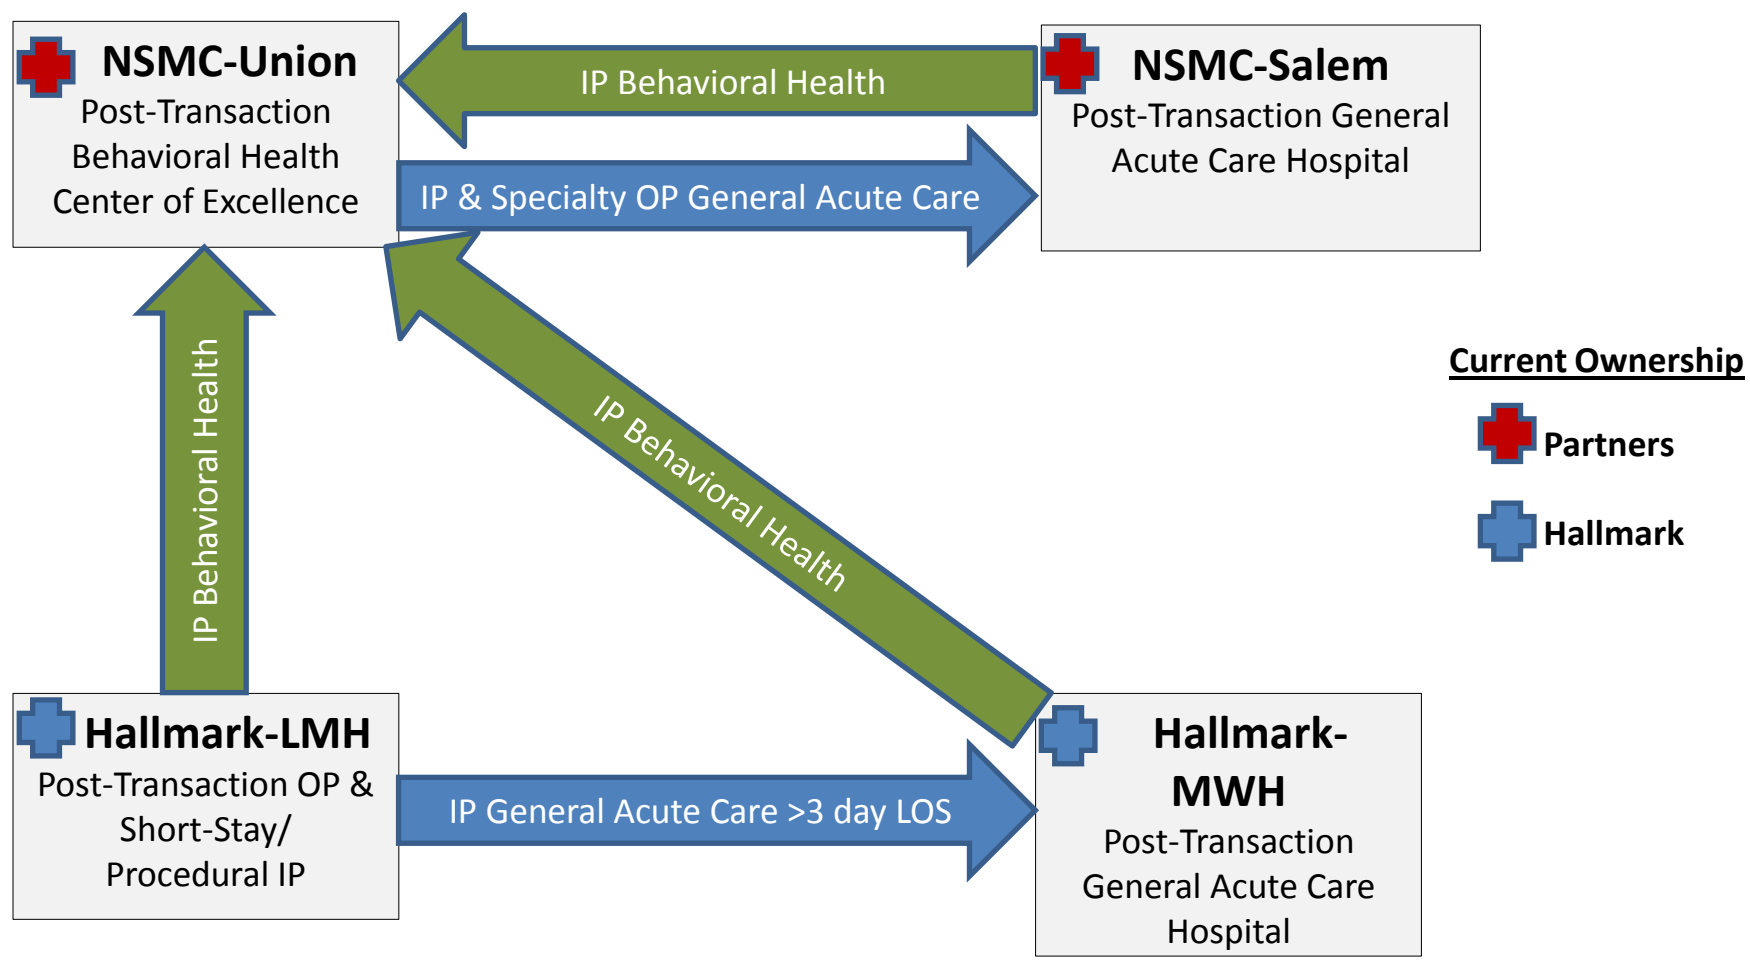 NSMC-Union
Post-Transaction
Behavioral Health
Center of Excellence
IP Behavioral Health
NSMC-Salem
Post-Transaction General
Acute Care Hospital
IP & Specialty OP General Acute Care
IP Behavioral Health
IP Behavioral Health
Current Ownership
Partners
Hallmark
Hallmark-LMH
Post-Transaction OP &
Short-Stay/
Procedural IP
IP General Acute Care >3 day LOS
Hallmark-
MWH
Post-Transaction
General Acute Care
Hospital